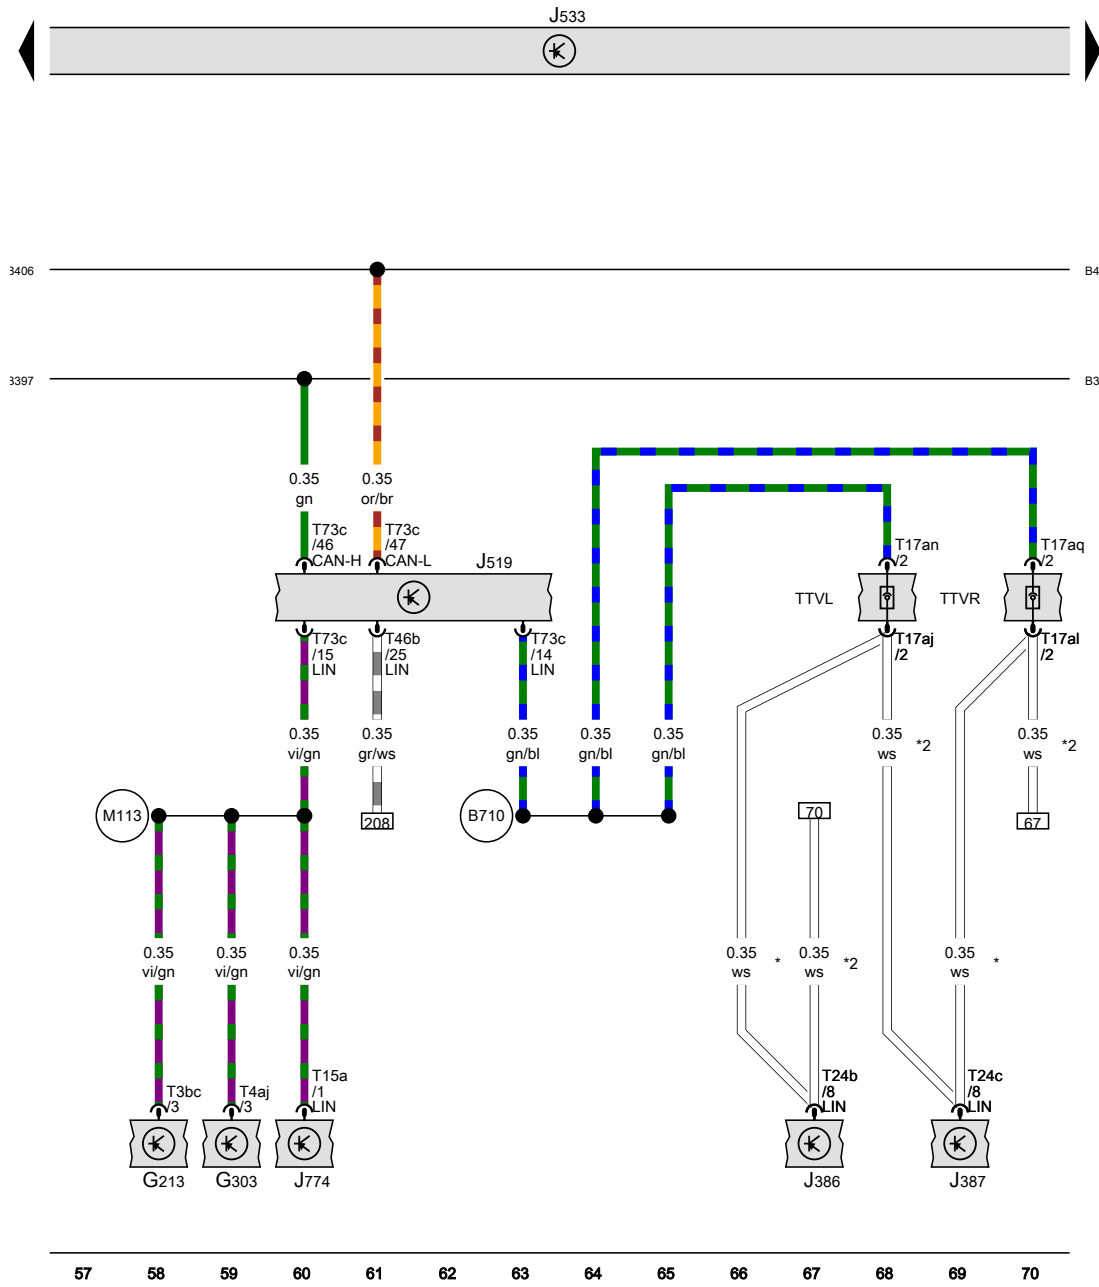 J533
3406
B4
3397
B3
0.35
gn
0.35
or/br
T73c
/46
CAN-H
T73c
/47
CAN-L
J519
T17an
/2
T17aq
/2
TTVL
TTVR
T73c
/15
LIN
T46b
/25
LIN
T73c
/14
LIN
T17aj
/2
T17al
/2
0.35
vi/gn
0.35
gr/ws
0.35
gn/bl
0.35
gn/bl
0.35
gn/bl
0.35
ws
*2
0.35
ws
*2
M113
208
B710
70
67
0.35
vi/gn
0.35
vi/gn
0.35
vi/gn
0.35
ws
*
0.35
ws
*2
0.35
ws
*
T3bc
/3
T4aj
/3
T15a
/1
LIN
T24b
/8
LIN
T24c
/8
LIN
G213
G303
J774
J386
J387
57 58 59 60 61 62 63 64 65 66 67 68 69 70